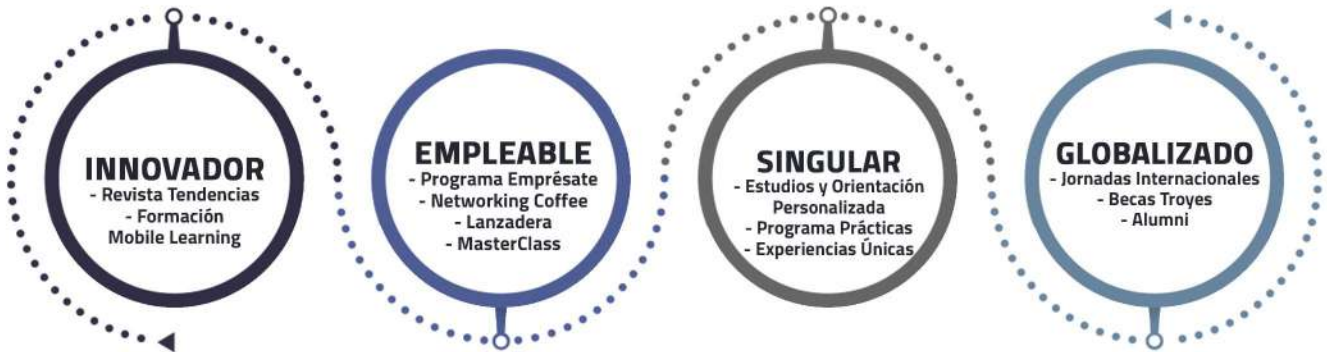 INNOVADOR
- Revista Tendencias
- Formación
Mobile Learning
EMPLEABLE
- Programa Emprésate
- Networking Coffee
- Lanzadera
- MasterClass
SINGULAR
- Estudios y Orientación
Personalizada
- Programa Prácticas
- Experiencias Únicas
GLOBALIZADO
- Jornadas Internacionales
- Becas Troyes
- Alumni